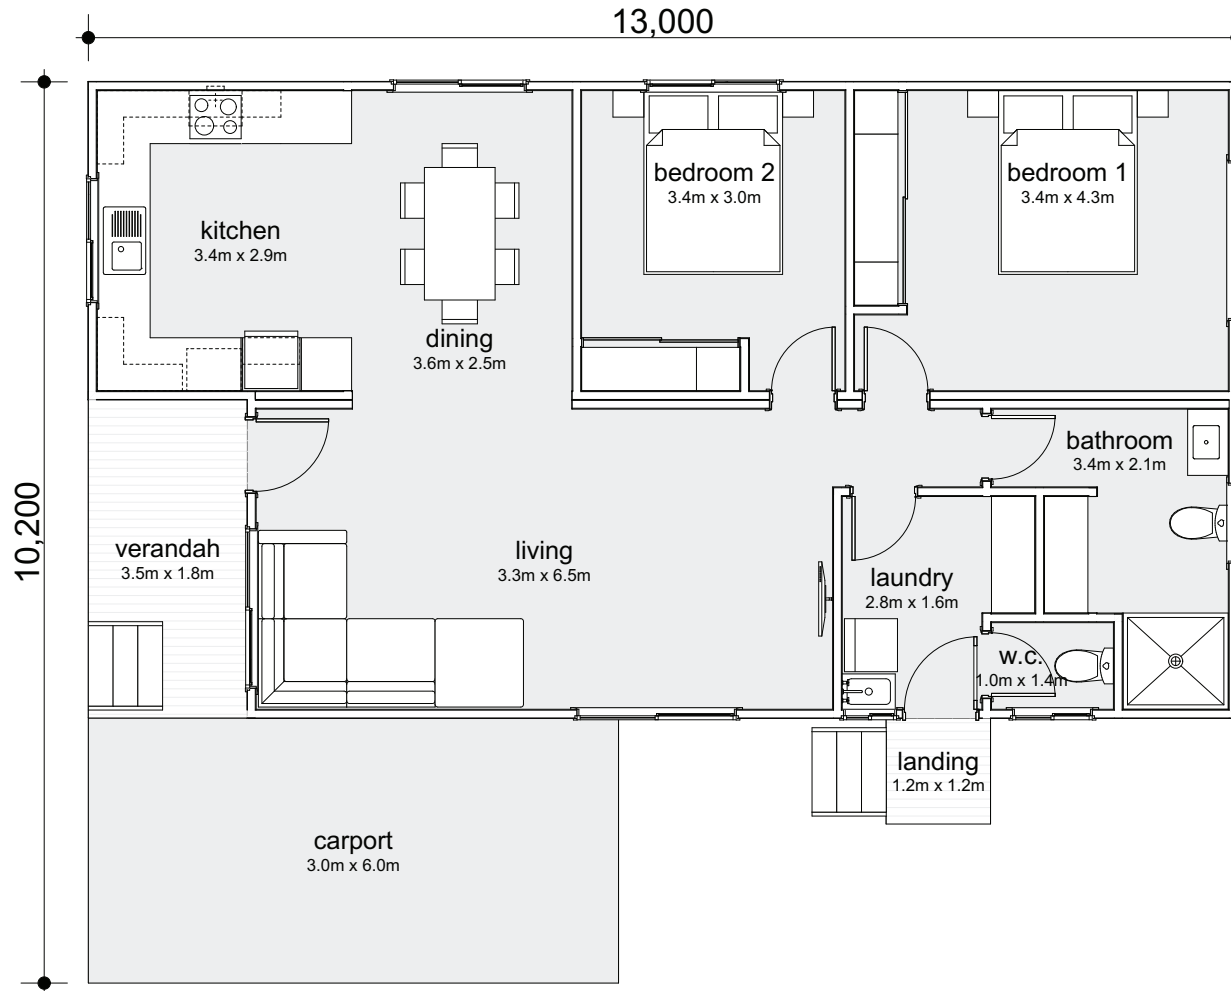 13,000
10,200
kitchen
3.4m x 2.9m
dining
3.6m x 2.5m
bedroom 2
3.4m x 3.0m
bedroom 1
3.4m x 4.3m
verandah
3.5m x 1.8m
living
3.3m x 6.5m
bathroom
3.4m x 2.1m
laundry
2.8m x 1.6m
w.c.
1.0m x 1.4m
landing
1.2m x 1.2m
carport
3.0m x 6.0m